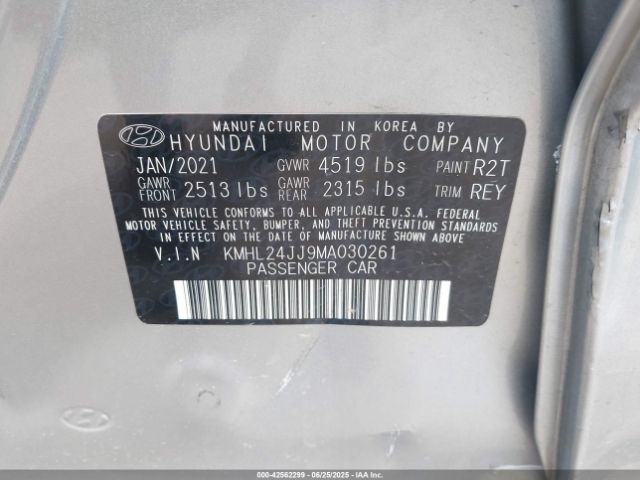 MANUFACTURED IN KOREA BY
HYUNDAI MOTOR COMPANY
JAN/2021 GVWR 4519 lbs PAINT R2T
GAWR FRONT 2513 lbs GAWR REAR 2315 lbs TRIM REY
THIS VEHICLE CONFORMS TO ALL APPLICABLE U.S.A. FEDERAL
MOTOR VEHICLE SAFETY, BUMPER, AND THEFT PREVENTION STANDARDS
IN EFFECT ON THE DATE OF MANUFACTURE SHOWN ABOVE.
V.I.N KMHL24JJ9MA030261
PASSENGER CAR
000-42562299 - 06/25/2025 - IAAI.COM